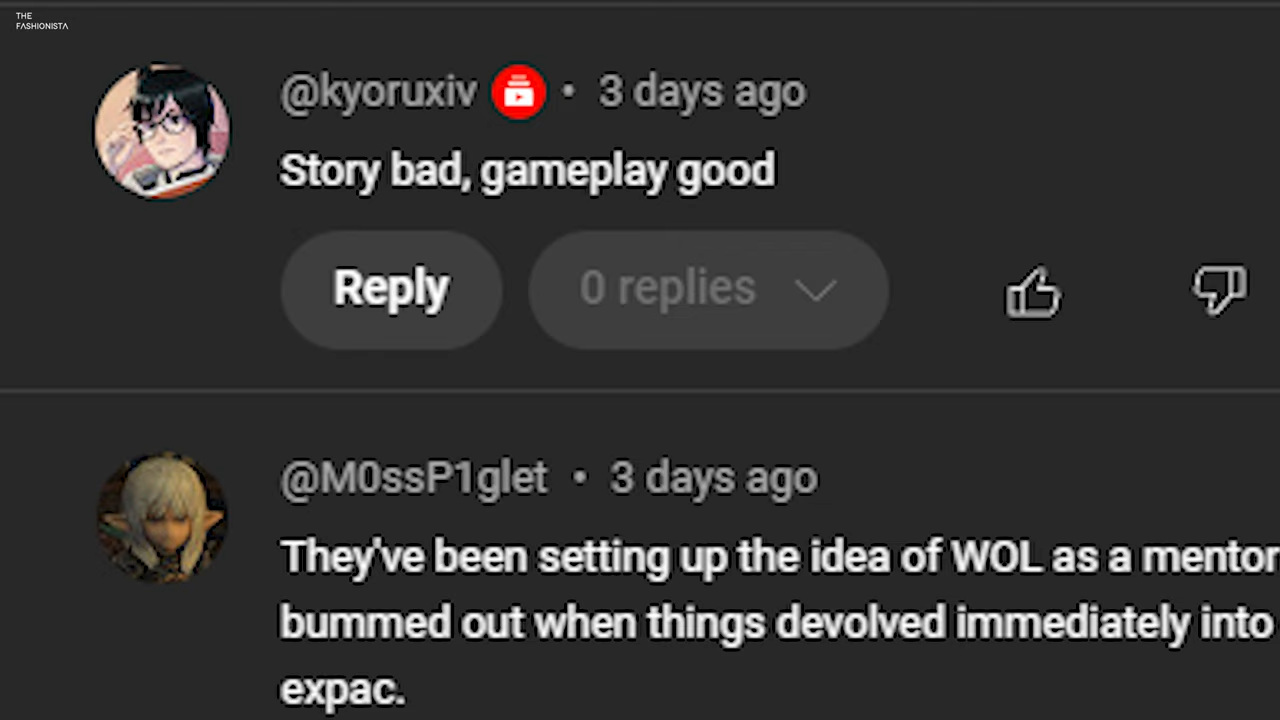 THE
FASHIONISTA
@kyoruxiv • 3 days ago
Story bad, gameplay good
Reply 0 replies
@M0ssP1glet • 3 days ago
They've been setting up the idea of WOL as a mentor
bummed out when things devolved immediately into
expac.